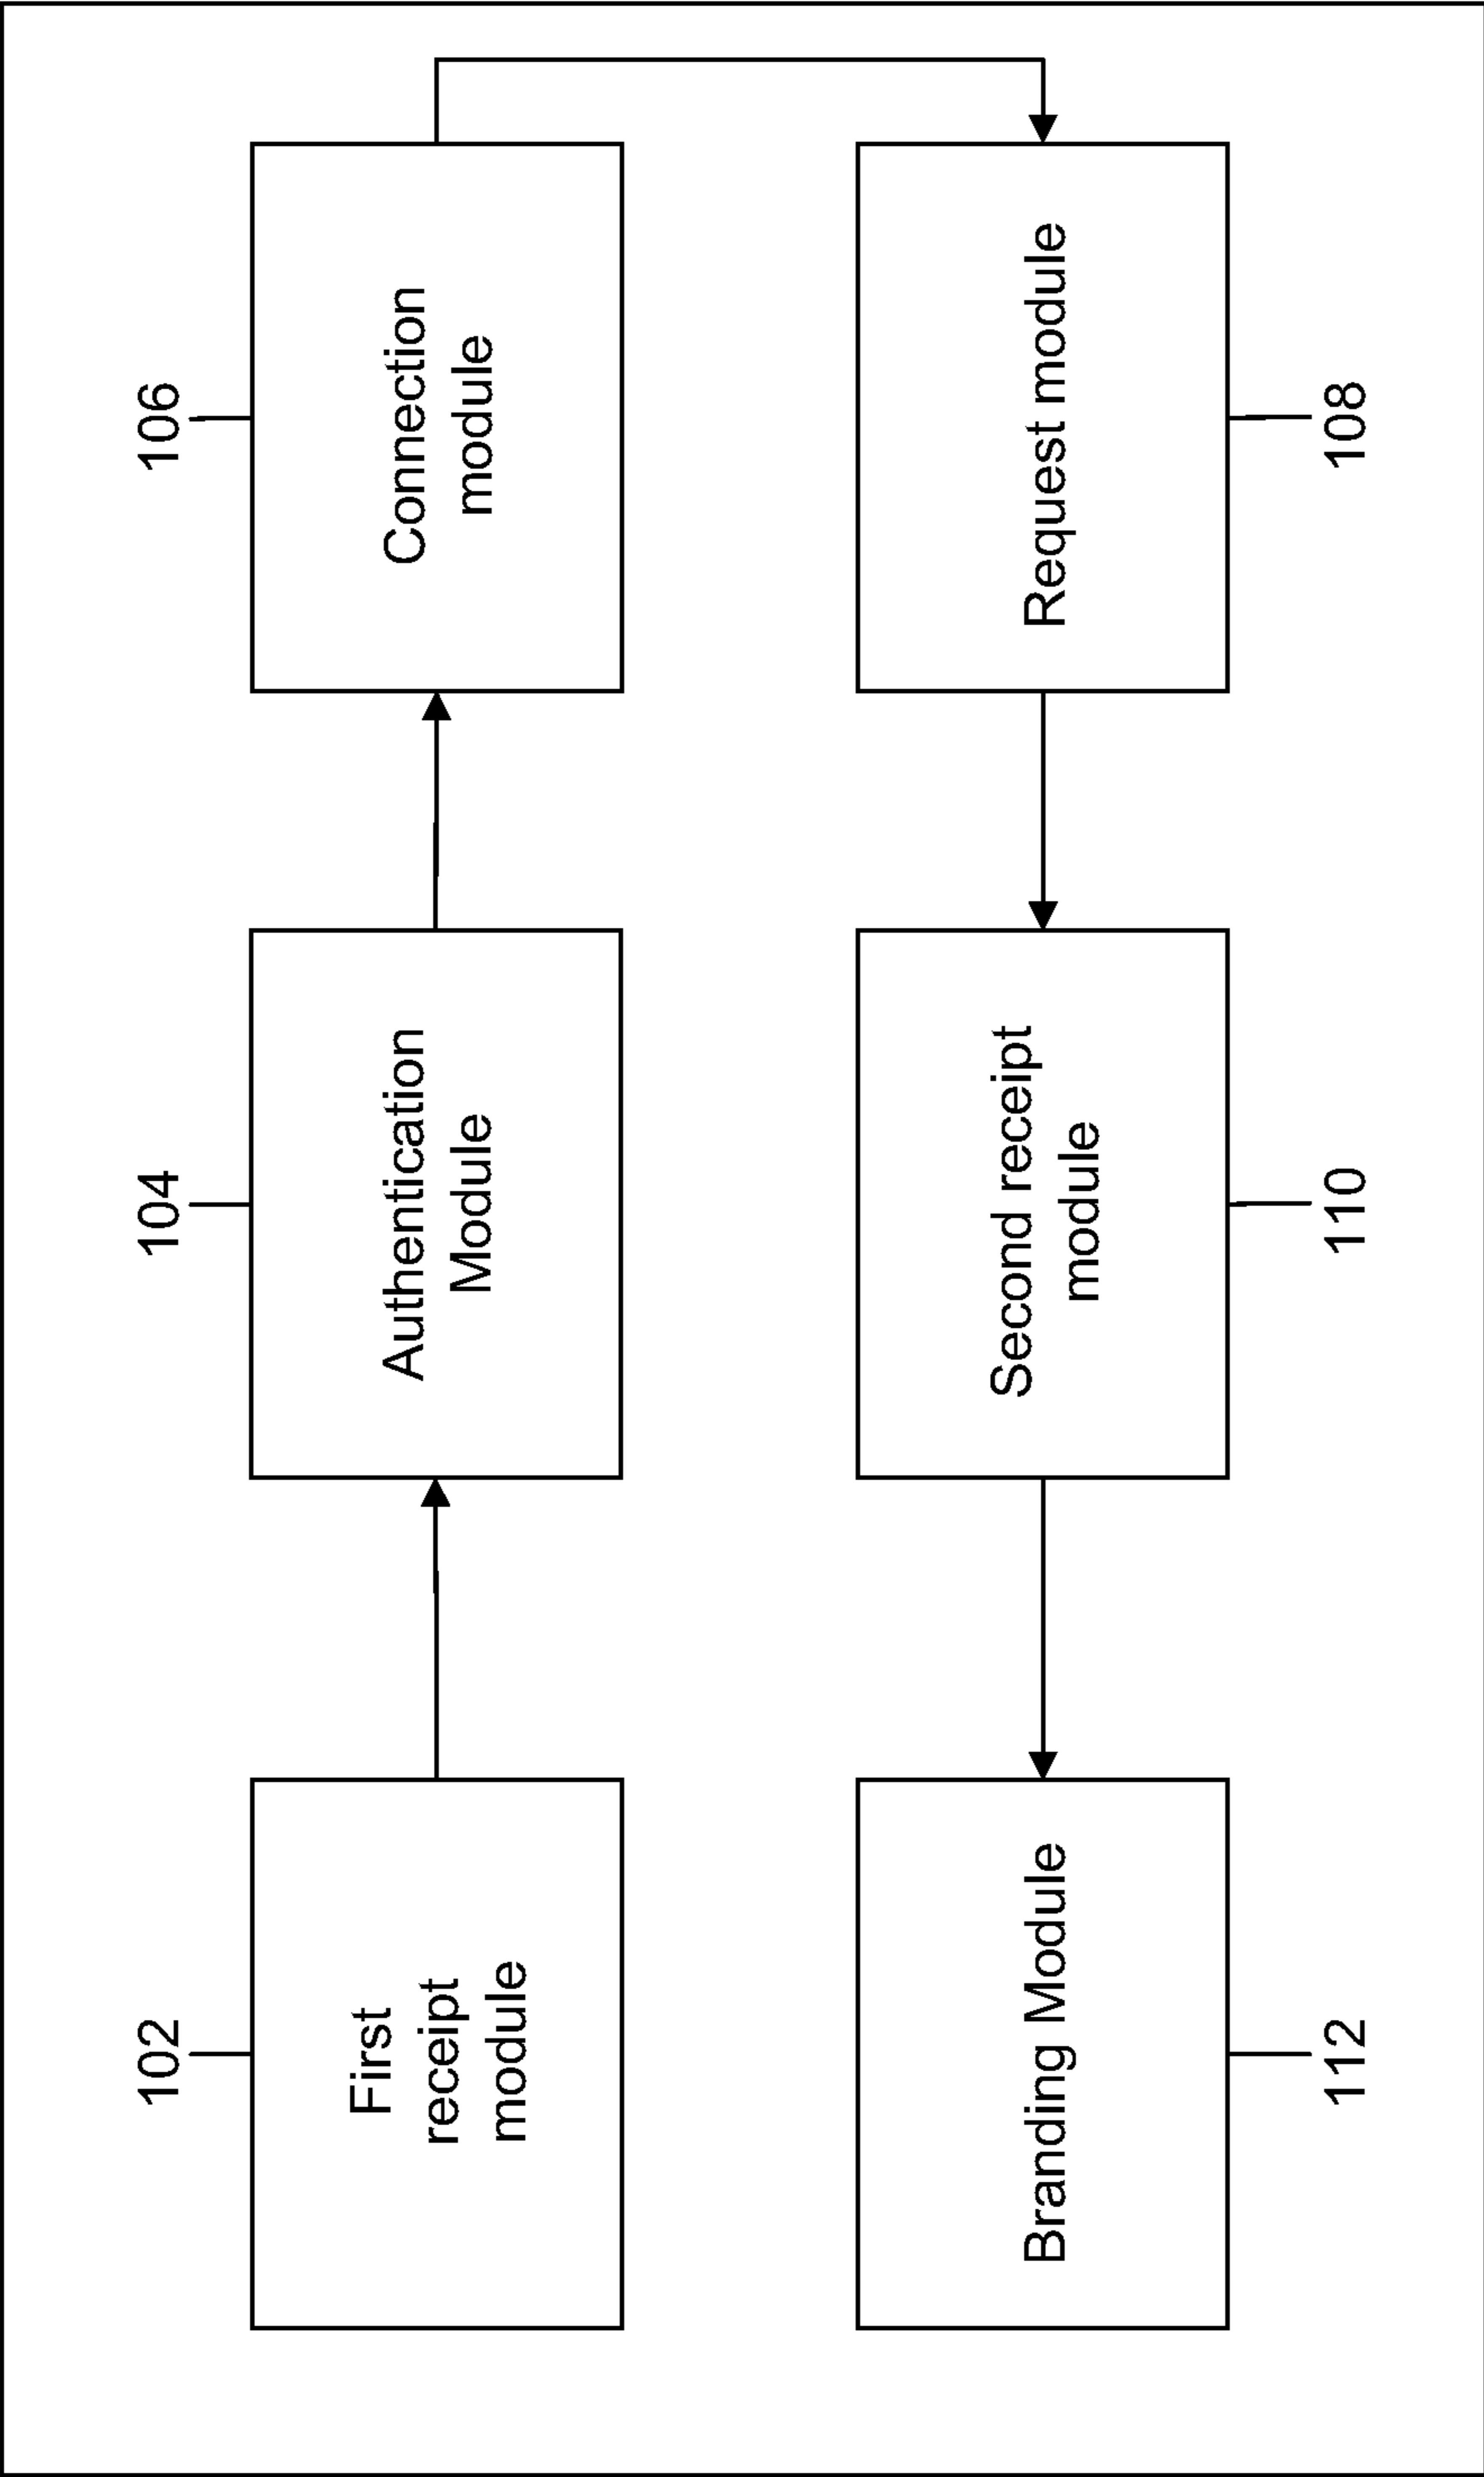 102
104
106
First
receipt
module
Authentication
Module
Connection
module
Branding Module
Second receipt
module
Request module
112
110
108